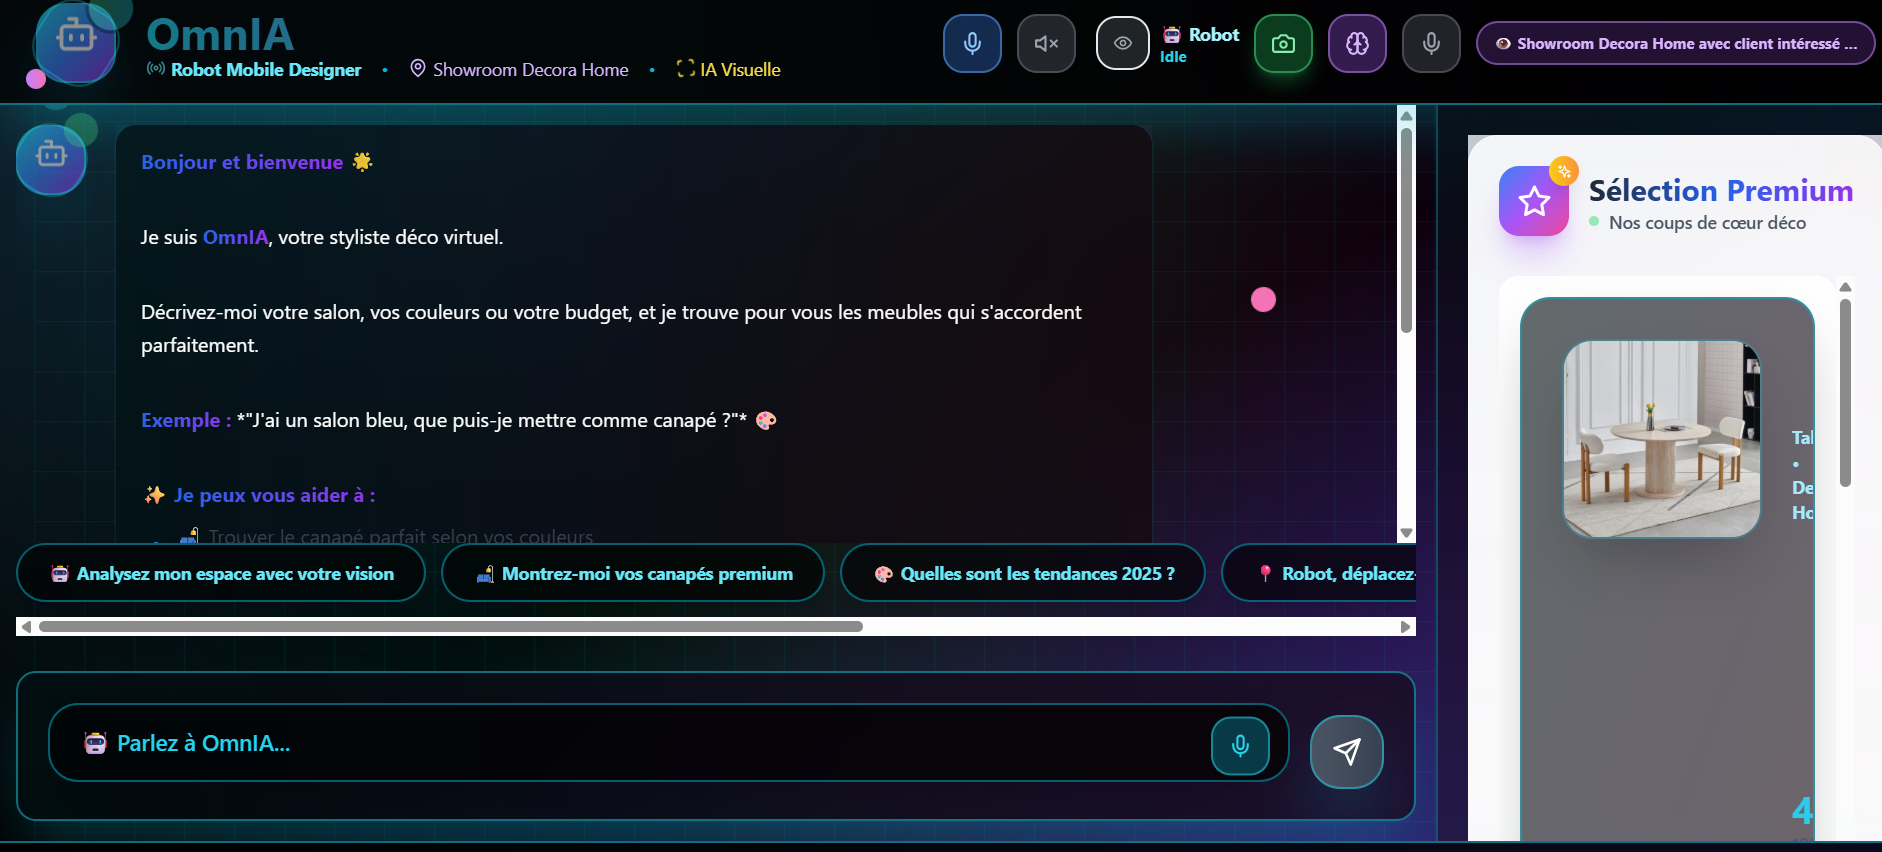 OmnIA
Robot Mobile Designer • Showroom Decora Home • IA Visuelle
Robot
Idle
Showroom Decora Home avec client intéressé ...
Bonjour et bienvenue
Je suis OmnIA, votre styliste déco virtuel.
Décrivez-moi votre salon, vos couleurs ou votre budget, et je trouve pour vous les meubles qui s'accordent
parfaitement.
Exemple : *"J'ai un salon bleu, que puis-je mettre comme canapé ?"*
Je peux vous aider à :
Trouver le canapé parfait selon vos couleurs
Analysez mon espace avec votre vision
Montrez-moi vos canapés premium
Quelles sont les tendances 2025 ?
Robot, déplacez-
Parlez à OmnIA...
Sélection Premium
Nos coups de cœur déco
Tal
•
De
Ho
4